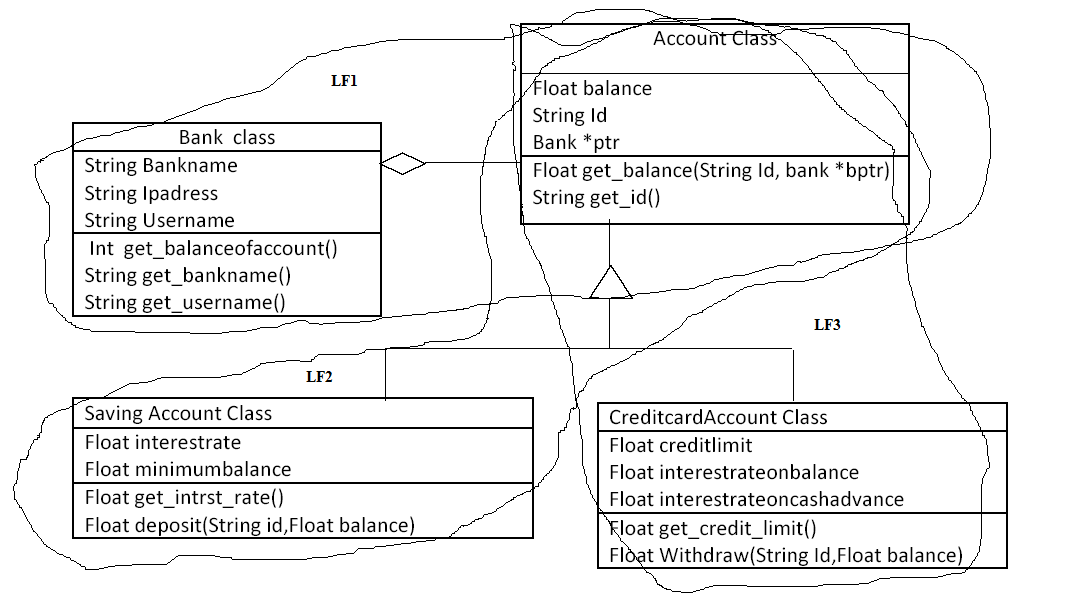 LF1
Account Class
Float balance
String Id
Bank *ptr
Float get_balance(String Id, bank *bptr)
String get_id()
Bank class
String Bankname
String Ipadress
String Username
Int get_balanceofaccount()
String get_bankname()
String get_username()
LF3
LF2
Saving Account Class
Float interestrate
Float minimumbalance
Float get_intrst_rate()
Float deposit(String id,Float balance)
CreditcardAccount Class
Float creditlimit
Float interestrateonbalance
Float interestrateoncashadvance
Float get_credit_limit()
Float Withdraw(String Id,Float balance)